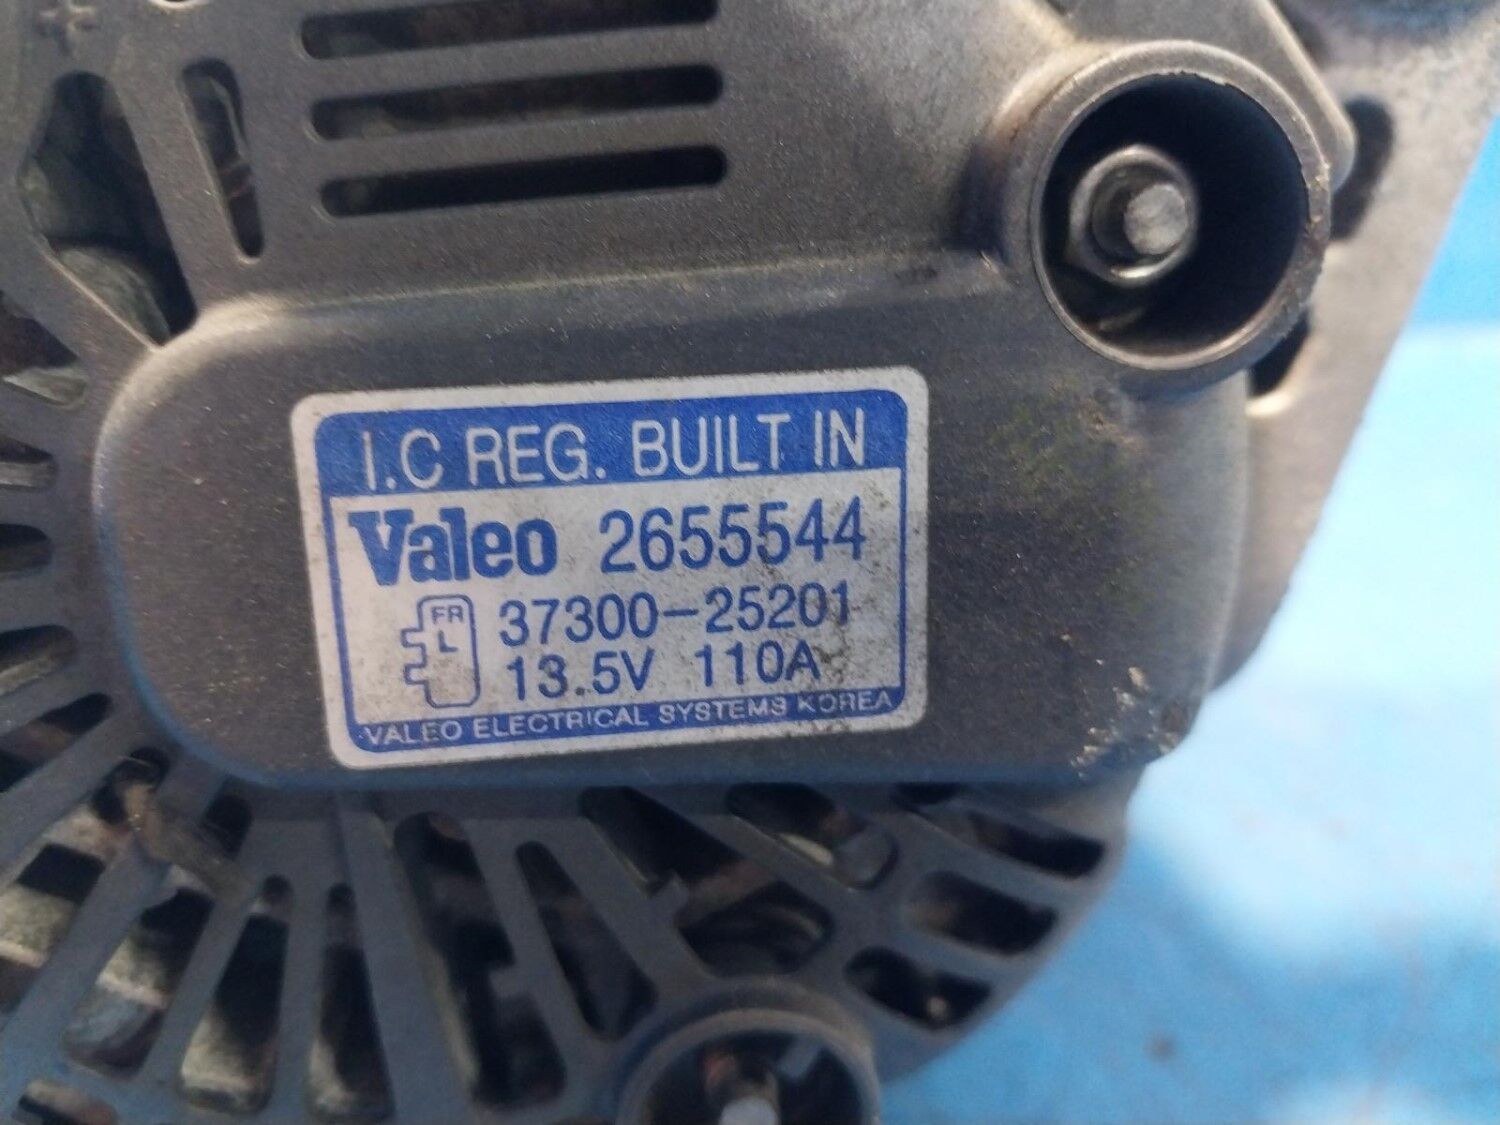 I.C REG. BUILT IN
Valeo 2655544
FR 37300-25201
L 13.5V 110A
VALEO ELECTRICAL SYSTEMS KOREA